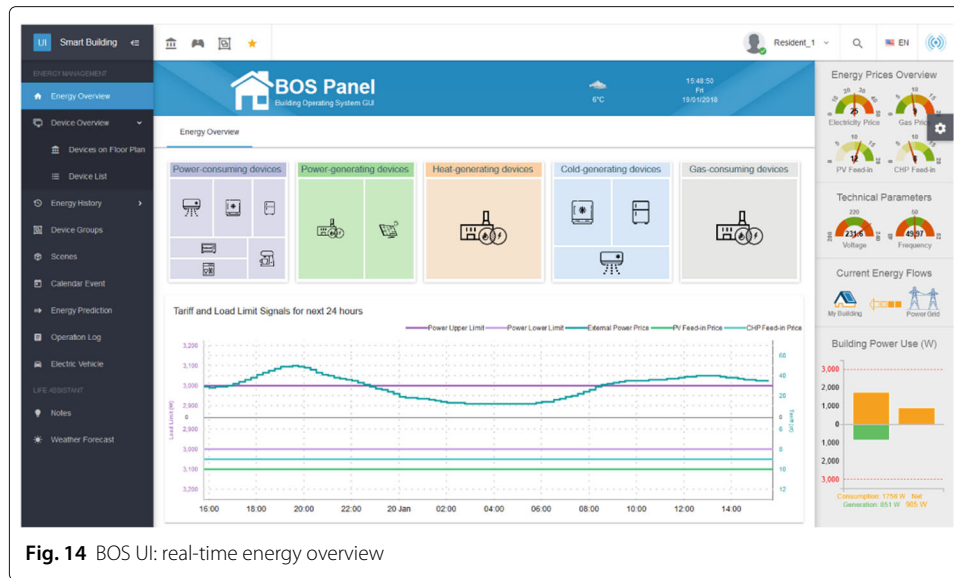 UI Smart Building
Resident_1
EN
ENERGY MANAGEMENT
Energy Overview
Device Overview
Devices on Floor Plan
Device List
Energy History
Device Groups
Scenes
Calendar Event
Energy Prediction
Operation Log
Electric Vehicle
LIFE ASSISTANT
Notes
Weather Forecast
BOS Panel
Building Operating System GUI
6°C
15:48:50
Fri
19/01/2018
Energy Overview
Power-consuming devices
Power-generating devices
Heat-generating devices
Cold-generating devices
Gas-consuming devices
Tariff and Load Limit Signals for next 24 hours
Power Upper Limit Power Lower Limit External Power Price PV Feed-in Price CHP Feed-in Price
Load Limit (W)
3,200
3,100
3,000
2,900
0
2,900
3,000
3,100
3,200
60
40
20
0
6
8
10
12
16:00 18:00 20:00 22:00 20 Jan 02:00 04:00 06:00 08:00 10:00 12:00 14:00
Energy Prices Overview
25
Electricity Price
Gas Price
12
PV Feed-in
CHP Feed-in
Technical Parameters
220
231.6
Voltage
50
49.97
Frequency
Current Energy Flows
My Building
Power Grid
Building Power Use (W)
3,000
2,000
1,000
0
1,000
2,000
3,000
Consumption: 1756 W Net
Generation: 851 W 905 W
Fig. 14 BOS UI: real-time energy overview